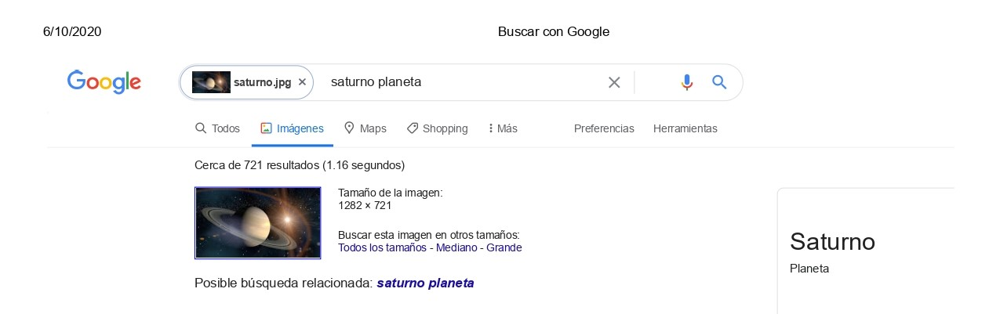 6/10/2020 Buscar con Google
Google saturno.jpg × saturno planeta
Todos Imágenes Maps Shopping Más Preferencias Herramientas
Cerca de 721 resultados (1.16 segundos)
Tamaño de la imagen:
1282 × 721
Buscar esta imagen en otros tamaños:
Todos los tamaños - Mediano - Grande
Posible búsqueda relacionada: saturno planeta
Saturno
Planeta